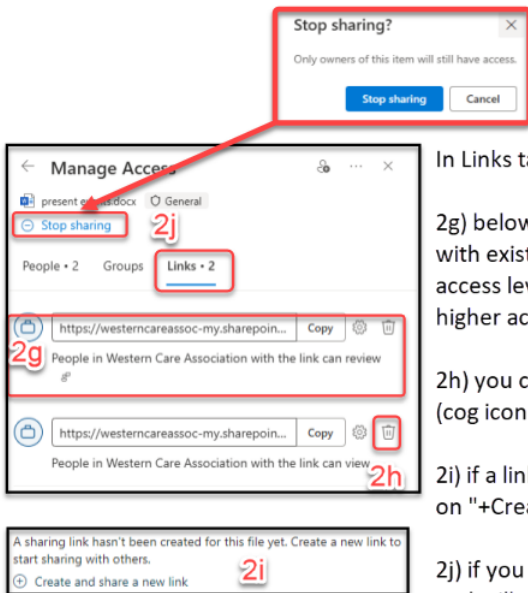 Stop sharing?
Only owners of this item will still have access.
Stop sharing Cancel
Manage Access
present docx General
Stop sharing 2j
People • 2 Groups Links • 2
2g
https://westerncareassoc-my.sharepoin... Copy
People in Western Care Association with the link can review
https://westerncareassoc-my.sharepoin... Copy
People in Western Care Association with the link can view
2h
A sharing link hasn't been created for this file yet. Create a new link to
start sharing with others.
Create and share a new link
2i
In Links ta
2g) below
with exist
access lev
higher ac
2h) you c
(cog icon
2i) if a lin
on "+Crea
2j) if you